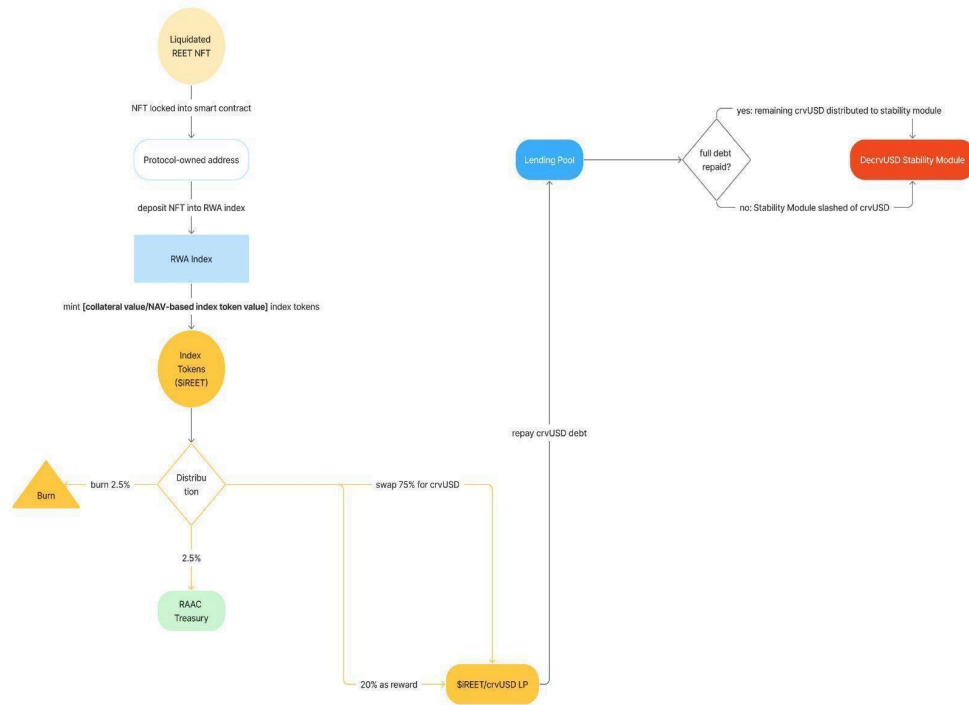 Liquidated
REET NFT
NFT locked into smart contract
Protocol-owned address
deposit NFT into RWA index
RWA Index
mint [collateral value/NAV-based index token value] index tokens
Index
Tokens
($iREET)
Distribu
tion
burn 2.5%
Burn
2.5%
RAAC
Treasury
swap 75% for crvUSD
20% as reward
$iREET/crvUSD LP
repay crvUSD debt
Lending Pool
full debt
repaid?
yes: remaining crvUSD distributed to stability module
no: Stability Module slashed of crvUSD
DecrvUSD Stability Module